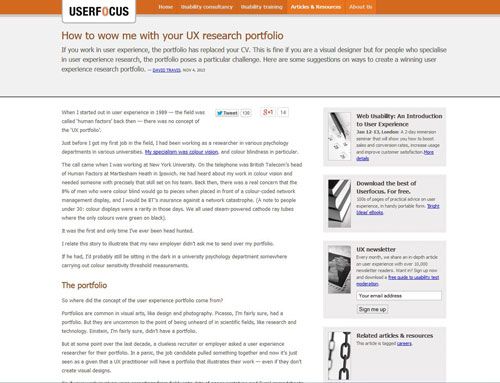 USERFOCUS
Home
Usability consulting
Usability training
Articles & Resources
About Us
How to wow me with your UX research portfolio
If you work in user experience, the portfolio has replaced your CV. This is fine if you are a visual designer but for people who specialise
in user experience research, the portfolio poses a particular challenge. Here are some suggestions on ways to create a winning user
experience research portfolio. — DAVID TRAVIS, NOV 4, 2013
When I started out in user experience in 1989 — the field was
called 'human factors' back then — there was no concept of
the 'UX portfolio'.
Tweet 130
+1 14
Just before I got my first job in the field, I had been working as a researcher in various psychology
departments in various universities. My specialism was colour vision, and colour blindness in particular.
The call came when I was working at New York University. On the telephone was British Telecom's head
of Human Factors at Martlesham Heath in Ipswich. He had heard about my work in colour vision and
needed someone with precisely that skill set on his team. Back then, there was a real concern that the
8% of men who were colour blind would go to pieces when placed in front of a colour-coded network
management display, and I would be BT's insurance against a network catastrophe. (A note to people
under 30: colour displays were a rarity in those days. We all used steam-powered cathode ray tubes
where the only colours were green on black).
It was the first and only time I've ever been head hunted.
I relate this story to illustrate that my new employer didn't ask me to send over my portfolio.
If he had, I'd probably still be sitting in the dark in a university psychology department somewhere
carrying out colour sensitivity threshold measurements.
The portfolio
So where did the concept of the user experience portfolio come from?
Portfolios are common in visual arts, like design and photography. Picasso, I'm fairly sure, had a
portfolio. But they are uncommon to the point of being unheard of in scientific fields, like research and
technology. Einstein, I'm fairly sure, didn't have a portfolio.
But at some point over the last decade, a clueless recruiter or employer asked a user experience
researcher for their portfolio. In a panic, the job candidate pulled something together and now it's just
seen as a given that a UX practitioner will have a portfolio that illustrates their work — even if they don't
create visual designs.
Web Usability: An Introduction
to User Experience
Jan 12-13, London: A 2-day immersion
seminar that will show you how to boost
sales and conversion rates, increase usage
and improve customer satisfaction. More
details
Download the best of
Userfocus. For free.
100s of pages of practical advice on user
experience, in handy portable form. 'Bright
Ideas' eBooks.
UX newsletter
Every month, we share an in-depth article
on user experience with over 10,000
newsletter readers. Want in? Sign up now
and download a free guide to usability test
moderation.
Your email address
Sign me up
Related articles & resources
This article is tagged careers.